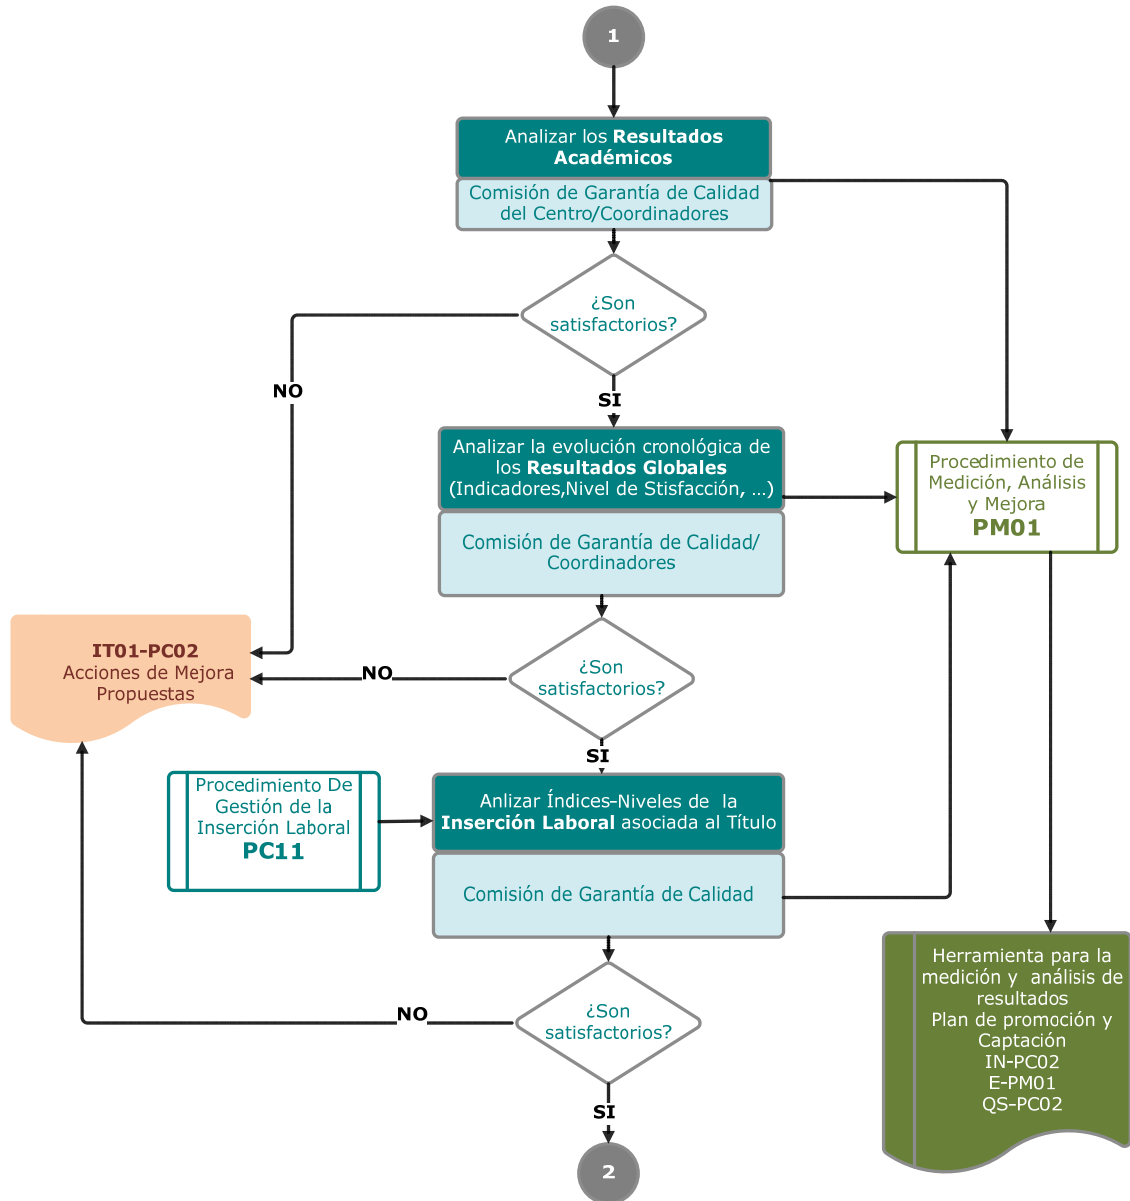 1
Analizar los Resultados
Académicos
Comisión de Garantía de Calidad
del Centro/Coordinadores
¿Son
satisfactorios?
NO
SI
Analizar la evolución cronológica de
los Resultados Globales
(Indicadores,Nivel de Stisfacción, ...)
Comisión de Garantía de Calidad/
Coordinadores
Procedimiento de
Medición, Análisis
y Mejora
PM01
IT01-PC02
Acciones de Mejora
Propuestas
NO
¿Son
satisfactorios?
SI
Procedimiento De
Gestión de la
Inserción Laboral
PC11
Anlizar Índices-Niveles de la
Inserción Laboral asociada al Título
Comisión de Garantía de Calidad
NO
¿Son
satisfactorios?
SI
2
Herramienta para la
medición y análisis de
resultados
Plan de promoción y
Captación
IN-PC02
E-PM01
QS-PC02